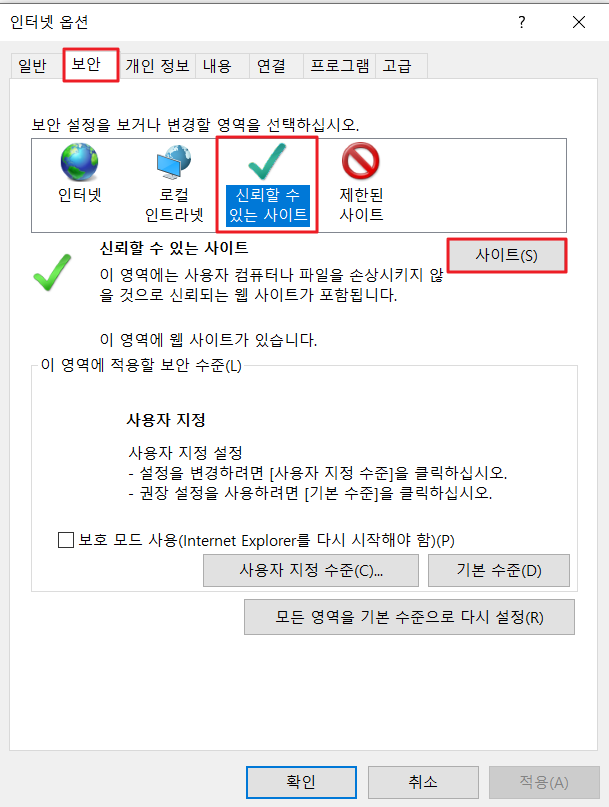 인터넷 옵션
?
일반 보안 개인 정보 내용 연결 프로그램 고급
보안 설정을 보거나 변경할 영역을 선택하십시오.
인터넷
로컬
인트라넷
신뢰할 수
있는 사이트
제한된
사이트
신뢰할 수 있는 사이트
사이트(S)
이 영역에는 사용자 컴퓨터나 파일을 손상시키지 않
을 것으로 신뢰되는 웹 사이트가 포함됩니다.
이 영역에 웹 사이트가 있습니다.
이 영역에 적용할 보안 수준(L)
사용자 지정
사용자 지정 설정
- 설정을 변경하려면 [사용자 지정 수준]을 클릭하십시오.
- 권장 설정을 사용하려면 [기본 수준]을 클릭하십시오.
보호 모드 사용(Internet Explorer를 다시 시작해야 함)(P)
사용자 지정 수준(C)... 기본 수준(D)
모든 영역을 기본 수준으로 다시 설정(R)
확인 취소 적용(A)